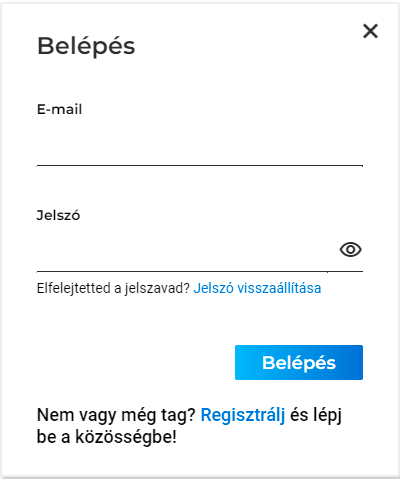 Belépés
E-mail
Jelszó
Elfelejtetted a jelszavad? Jelszó visszaállítása
Belépés
Nem vagy még tag? Regisztrálj és lépj
be a közösségbe!